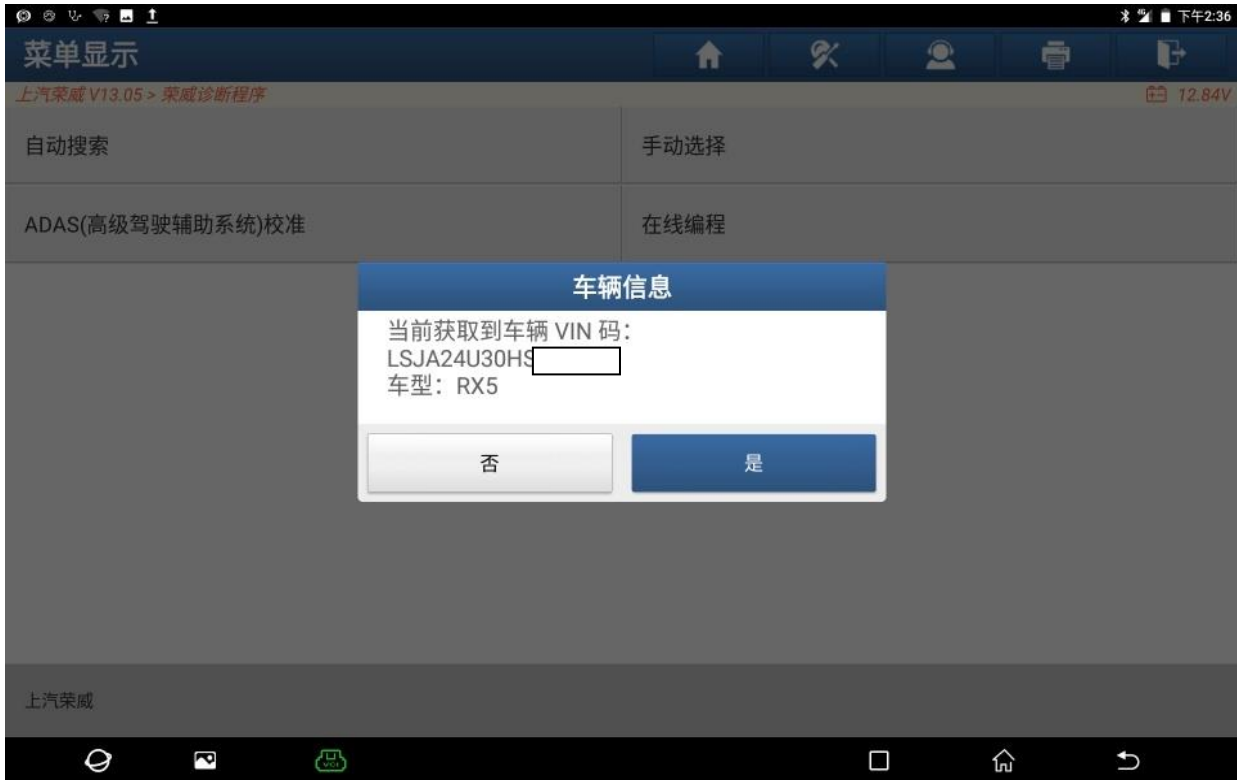 下午2:36
菜单显示
上汽荣威 V13.05 > 荣威诊断程序
12.84V
自动搜索
手动选择
ADAS(高级驾驶辅助系统)校准
在线编程
车辆信息
当前获取到车辆 VIN 码：
LSJA24U30HS
车型：RX5
否
是
上汽荣威
VCI